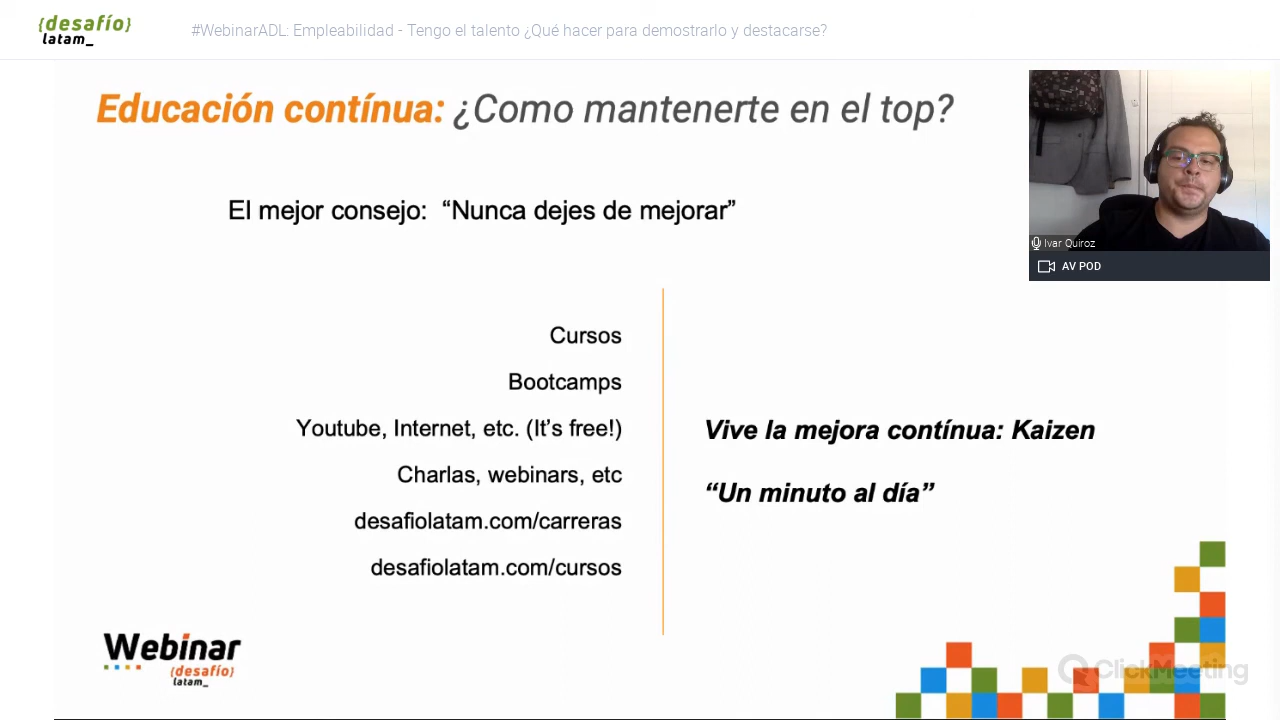 {desafío}
latam_
#WebinarADL: Empleabilidad - Tengo el talento ¿Qué hacer para demostrarlo y destacarse?
Educación contínua: ¿Como mantenerte en el top?
El mejor consejo: “Nunca dejes de mejorar”
Ivar Quiroz
AV POD
Cursos
Bootcamps
Youtube, Internet, etc. (It’s free!)
Charlas, webinars, etc
desafiolatam.com/carreras
desafiolatam.com/cursos
Vive la mejora contínua: Kaizen
“Un minuto al día”
Webinar
{desafío}
latam_
ClickMeeting